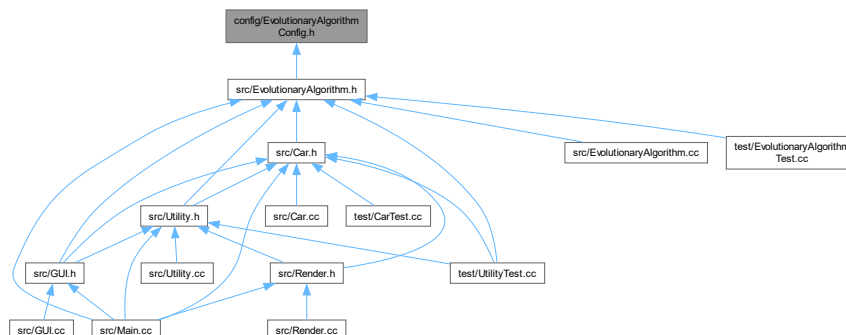 config/EvolutionaryAlgorithm
Config.h
src/EvolutionaryAlgorithm.h
src/Car.h
src/EvolutionaryAlgorithm.cc
test/EvolutionaryAlgorithm
Test.cc
src/Utility.h
src/Car.cc
test/CarTest.cc
src/GUI.h
src/Utility.cc
src/Render.h
test/UtilityTest.cc
src/GUI.cc
src/Main.cc
src/Render.cc